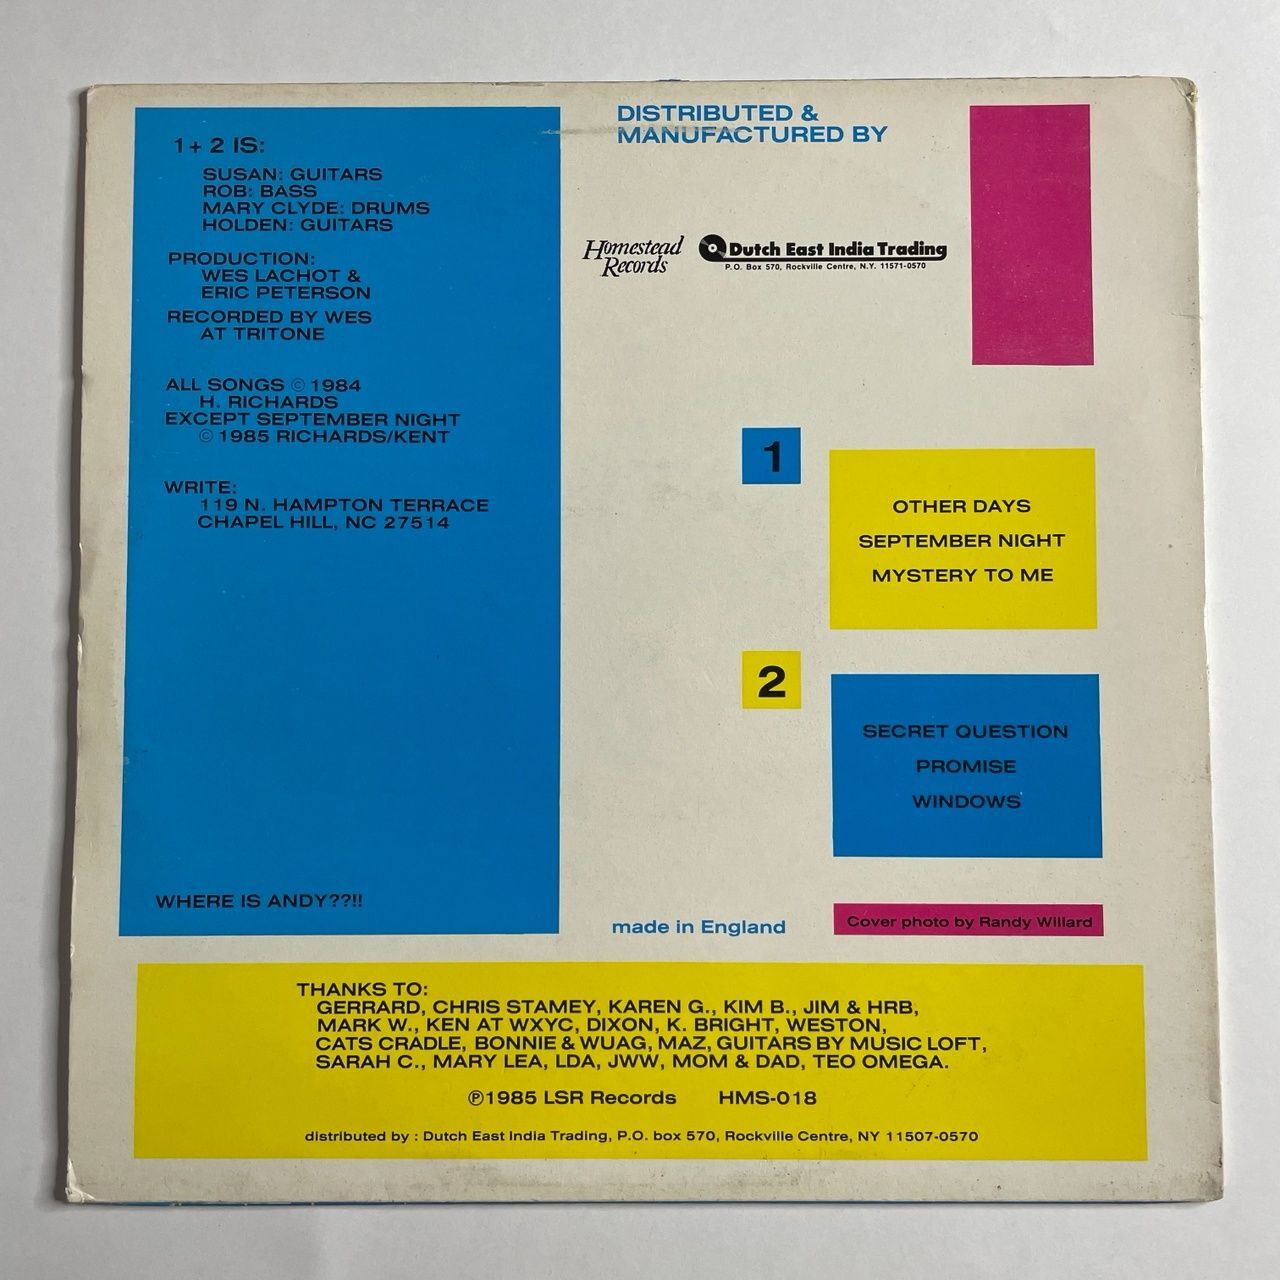 1 + 2 IS:
SUSAN: GUITARS
ROB: BASS
MARY CLYDE: DRUMS
HOLDEN: GUITARS
PRODUCTION:
WES LACHOT &
ERIC PETERSON
RECORDED BY WES
AT TRITONE
ALL SONGS © 1984
H. RICHARDS
EXCEPT SEPTEMBER NIGHT
© 1985 RICHARDS/KENT
WRITE:
119 N. HAMPTON TERRACE
CHAPEL HILL, NC 27514
WHERE IS ANDY??!!
DISTRIBUTED &
MANUFACTURED BY
Homestead
Records
Dutch East India Trading
P.O. Box 570, Rockville Centre, N.Y. 11571-0570
1
OTHER DAYS
SEPTEMBER NIGHT
MYSTERY TO ME
2
SECRET QUESTION
PROMISE
WINDOWS
made in England
Cover photo by Randy Willard
THANKS TO:
GERRARD, CHRIS STAMEY, KAREN G., KIM B., JIM & HRB,
MARK W., KEN AT WXYC, DIXON, K. BRIGHT, WESTON,
CATS CRADLE, BONNIE & WUAG, MAZ, GUITARS BY MUSIC LOFT,
SARAH C., MARY LEA, LDA, JWW, MOM & DAD, TEO OMEGA.
℗1985 LSR Records HMS-018
distributed by : Dutch East India Trading, P.O. box 570, Rockville Centre, NY 11507-0570